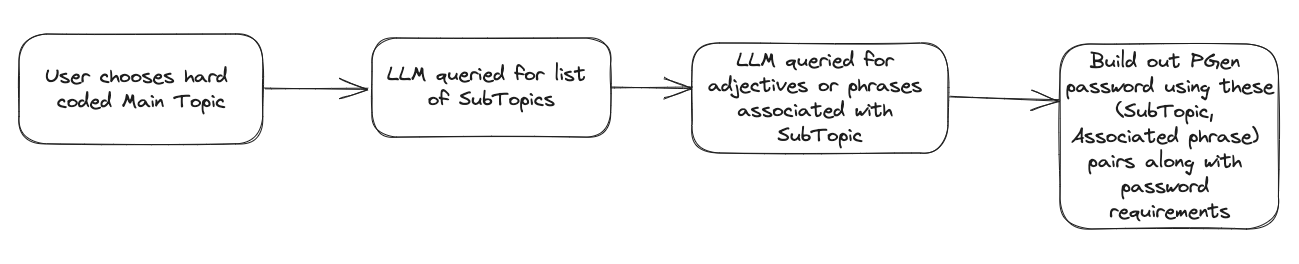 User chooses hard
coded Main Topic
LLM queried for list
of SubTopics
LLM queried for
adjectives or phrases
associated with
SubTopic
Build out PGen
password using these
(SubTopic,
Associated phrase)
pairs along with
password
requirements